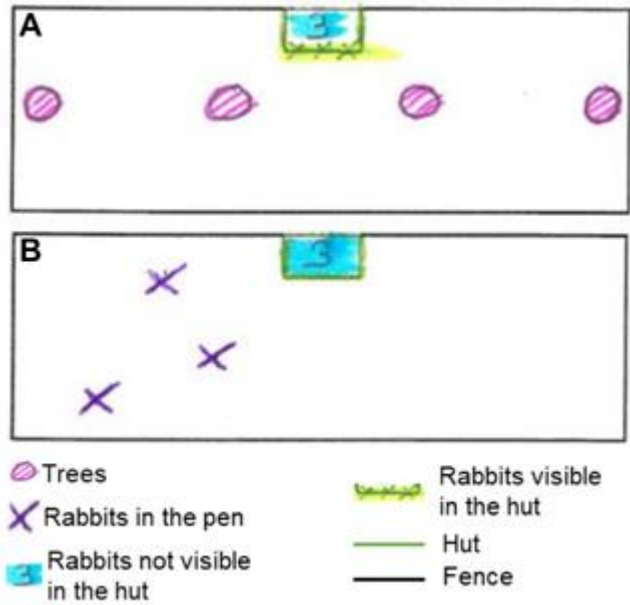 A
3
B
3
Trees
Rabbits in the pen
3 Rabbits not visible
in the hut
Rabbits visible
in the hut
Hut
Fence